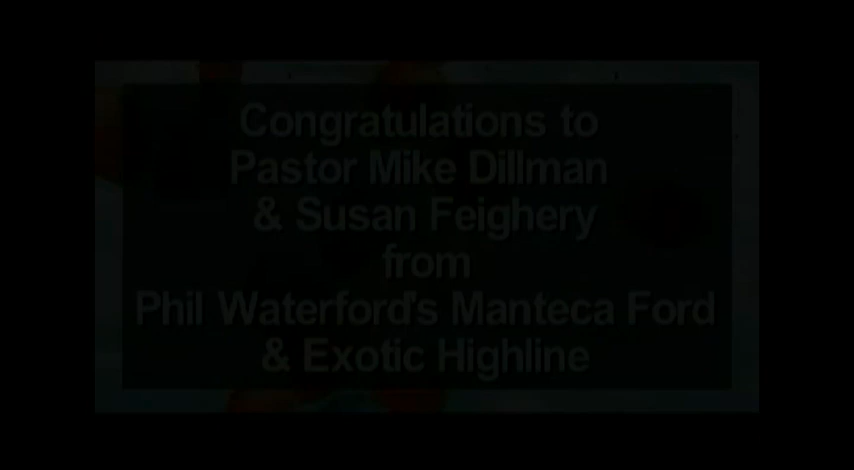 Congratulations to
Pastor Mike Dillman
& Susan Feighery
from
Phil Waterford's Manteca Ford
& Exotic Highline